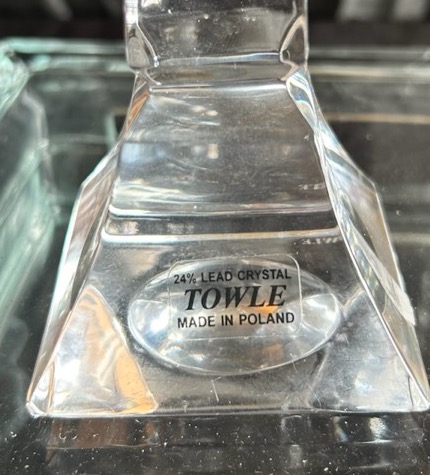 24% LEAD CRYSTAL
TOWLE
MADE IN POLAND